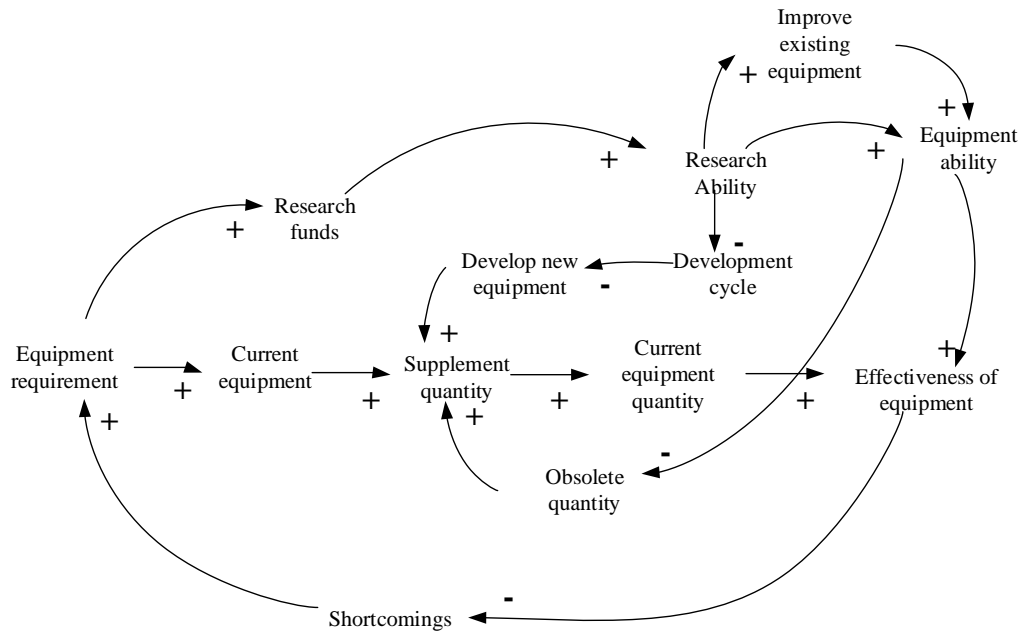 Improve
existing
equipment
+
+
Equipment
ability
+
+
Research
Ability
Research
funds
+
-
Develop new
equipment
-
Development
cycle
+
Equipment
requirement
+
Current
equipment
+
Supplement
quantity
+
Current
equipment
quantity
+
+
Effectiveness of
equipment
+
+
-
Obsolete
quantity
-
Shortcomings